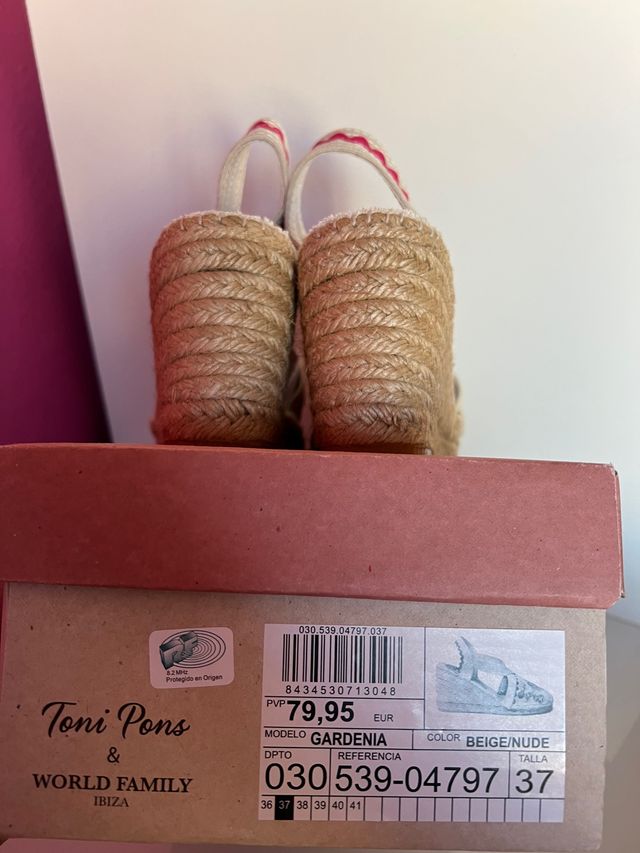 030.539.04797.037
8434530713048
PVP 79,95 EUR
MODELO GARDENIA
COLOR BEIGE/NUDE
DPTO 030
REFERENCIA 539-04797
TALLA 37
36 37 38 39 40 41
RF
8.2 MHz
Protegido en Origen
Toni Pons
&
WORLD FAMILY
IBIZA